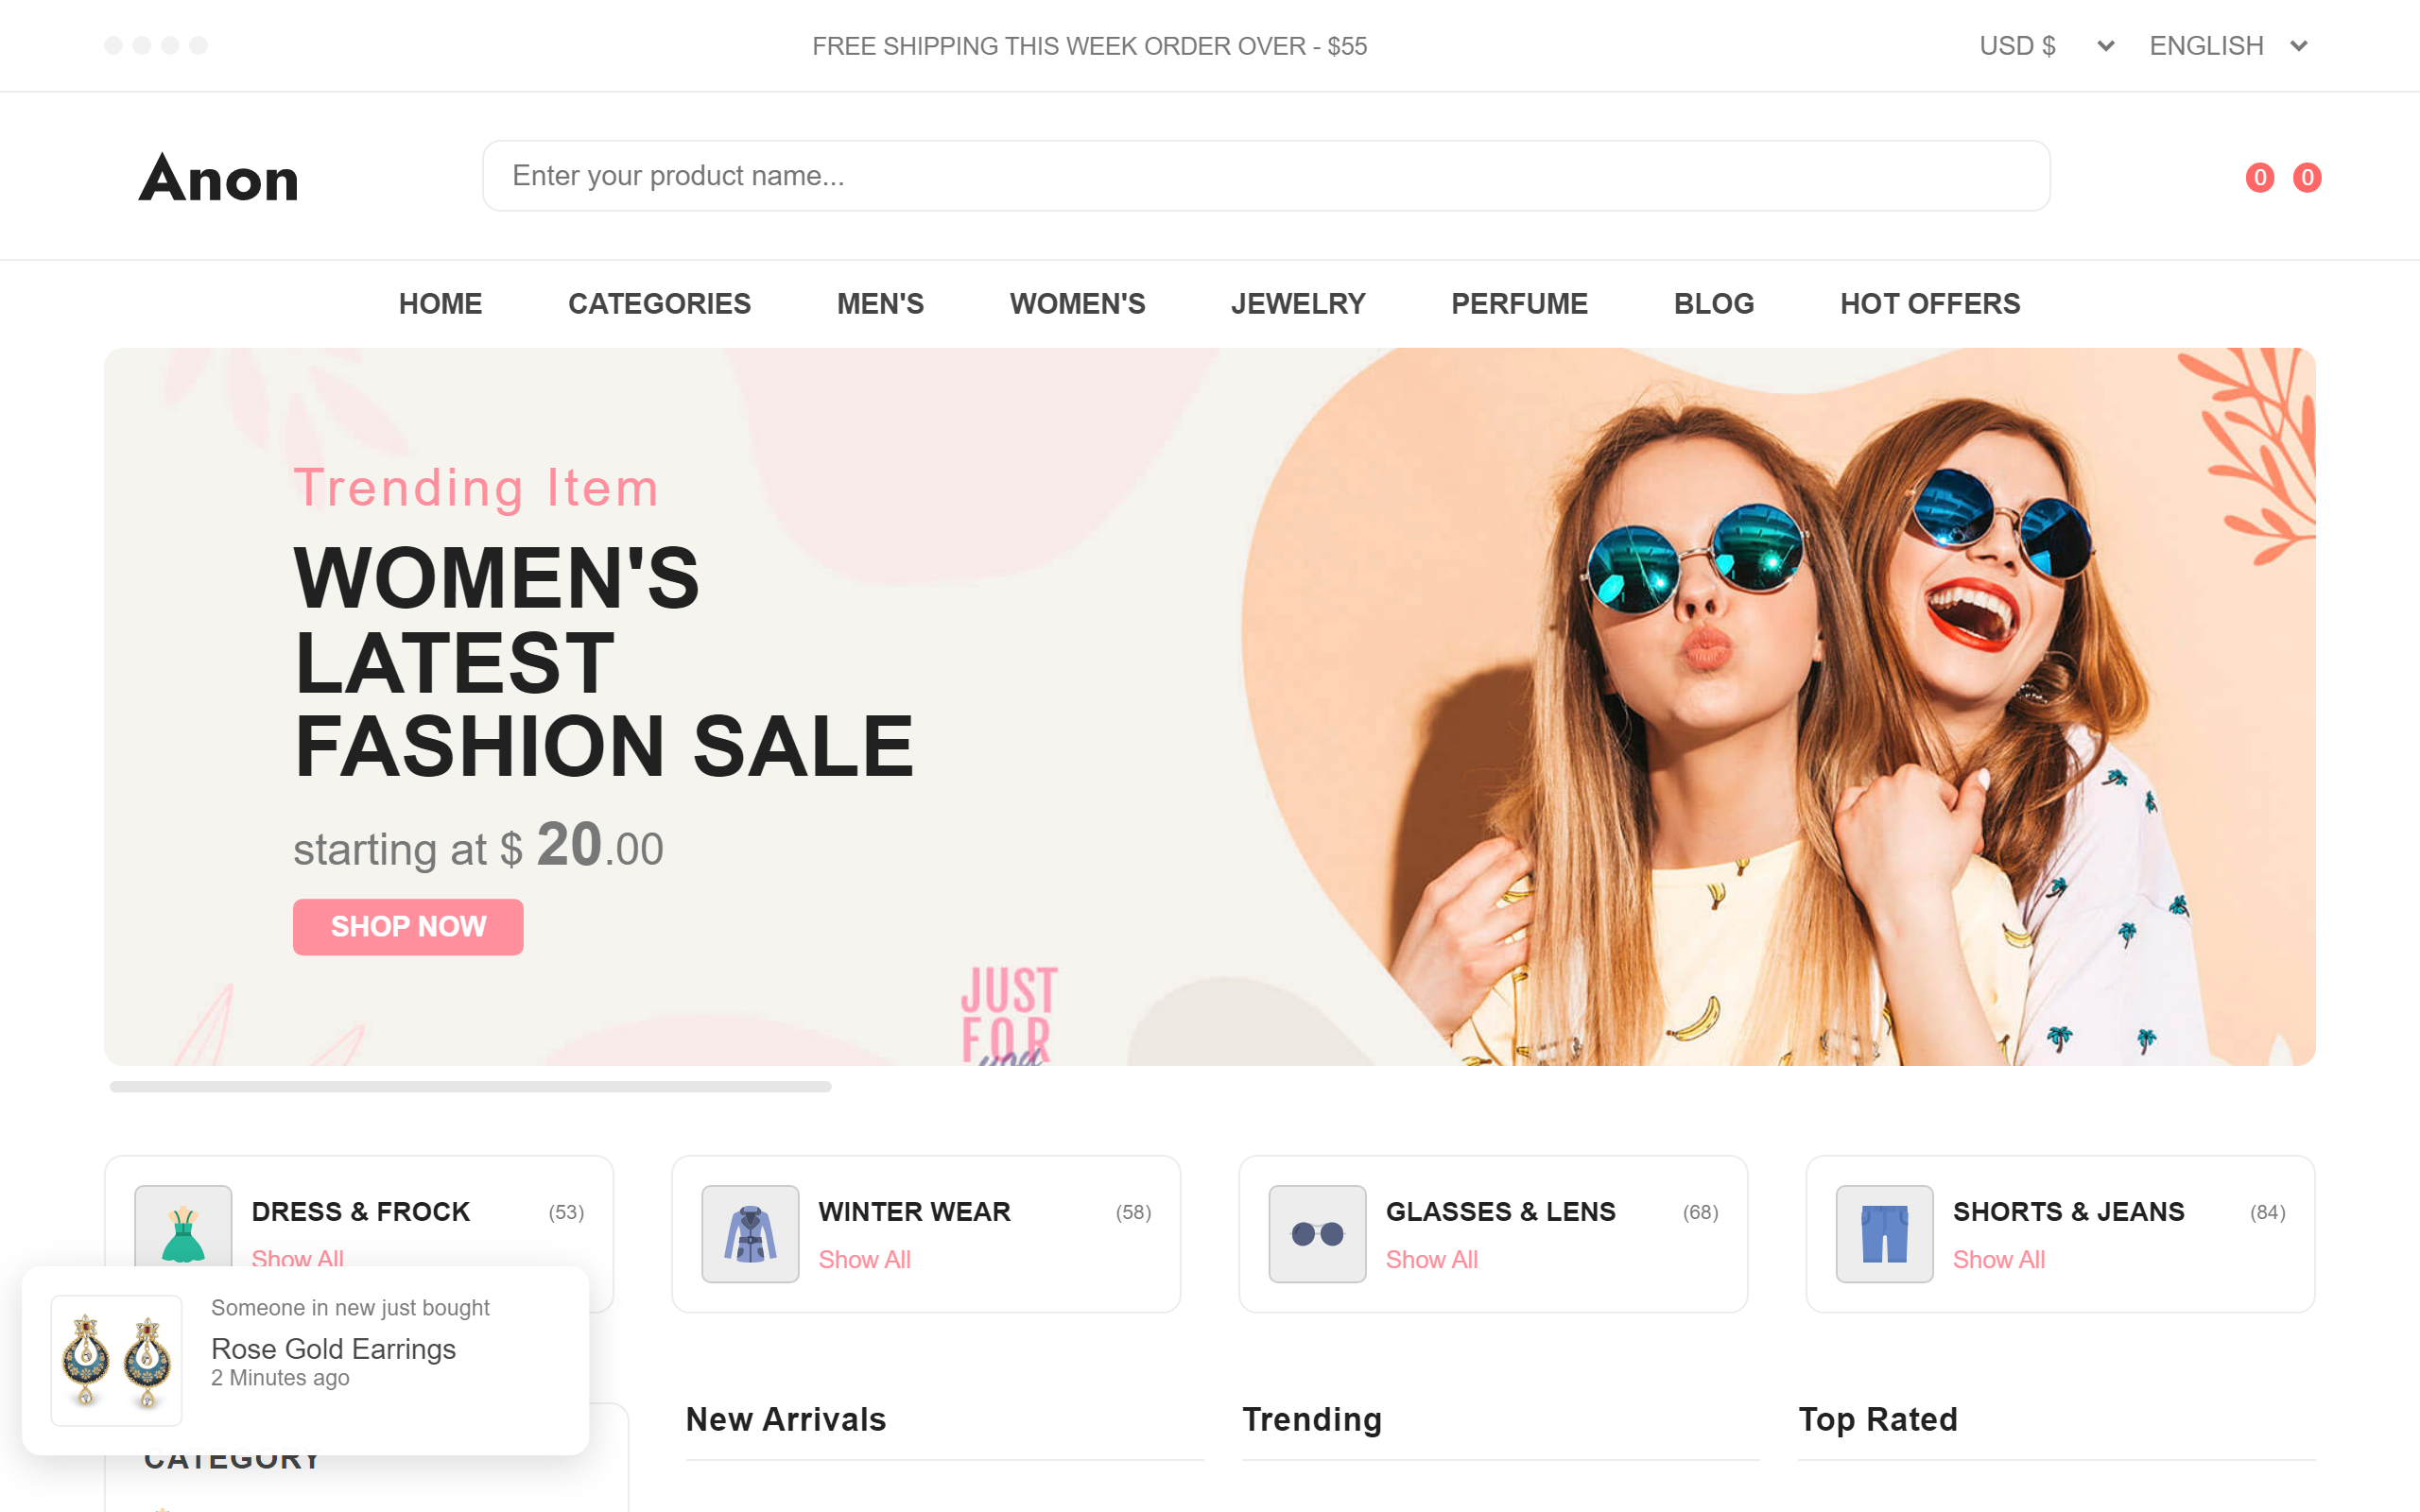 FREE SHIPPING THIS WEEK ORDER OVER - $55
USD $
ENGLISH
Anon
Enter your product name...
0
0
HOME
CATEGORIES
MEN'S
WOMEN'S
JEWELRY
PERFUME
BLOG
HOT OFFERS
Trending Item
WOMEN'S
LATEST
FASHION SALE
starting at $ 20.00
SHOP NOW
JUST
FOR
you
DRESS & FROCK
(53)
Show All
WINTER WEAR
(58)
Show All
GLASSES & LENS
(68)
Show All
SHORTS & JEANS
(84)
Show All
Someone in new just bought
Rose Gold Earrings
2 Minutes ago
CATEGORY
New Arrivals
Trending
Top Rated